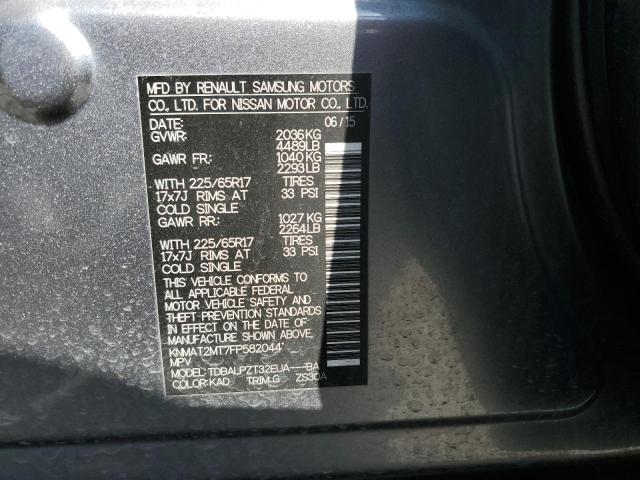 MFD BY RENAULT SAMSUNG MOTORS
CO., LTD. FOR NISSAN MOTOR CO., LTD.
DATE: 06/15
GVWR: 2036KG
4489LB
GAWR FR: 1040KG
2293LB
WITH 225/65R17 TIRES
17x7J RIMS AT 33 PSI
COLD SINGLE
GAWR RR: 1027KG
2264LB
WITH 225/65R17 TIRES
17x7J RIMS AT 33 PSI
COLD SINGLE
THIS VEHICLE CONFORMS TO
ALL APPLICABLE FEDERAL
MOTOR VEHICLE SAFETY AND
THEFT PREVENTION STANDARDS
IN EFFECT ON THE DATE OF
MANUFACTURE SHOWN ABOVE.
KNMAT2MT7FP582044
MPV
MODEL: TDBALPZT32EUA---BA
COLOR: KAD TRIM: G ZS30A